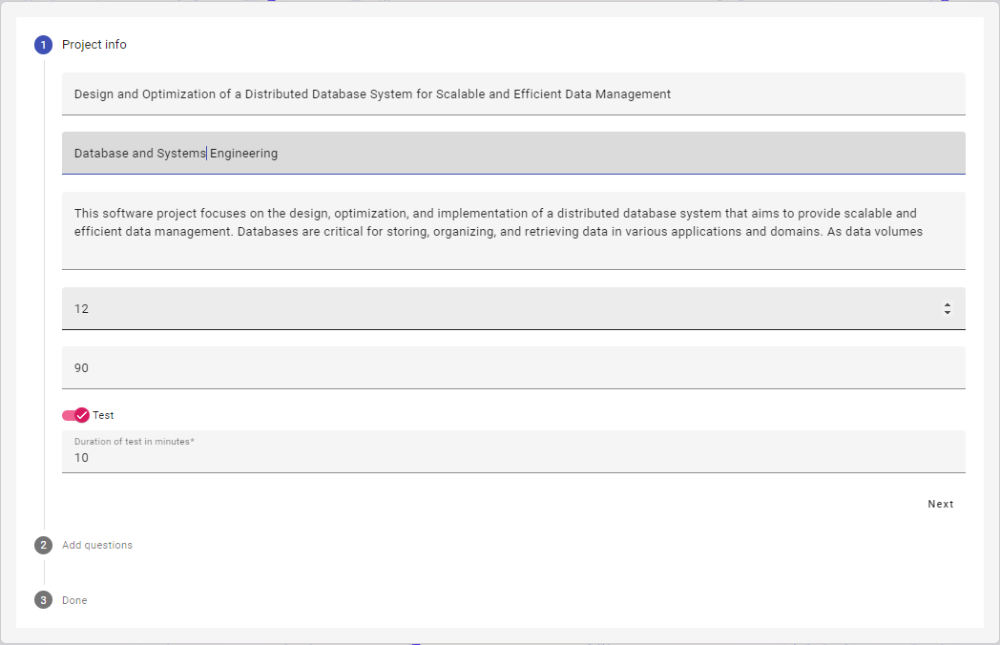 1 Project info
Design and Optimization of a Distributed Database System for Scalable and Efficient Data Management
Database and Systems Engineering
This software project focuses on the design, optimization, and implementation of a distributed database system that aims to provide scalable and
efficient data management. Databases are critical for storing, organizing, and retrieving data in various applications and domains. As data volumes
12
90
Test
Duration of test in minutes*
10
Next
2 Add questions
3 Done